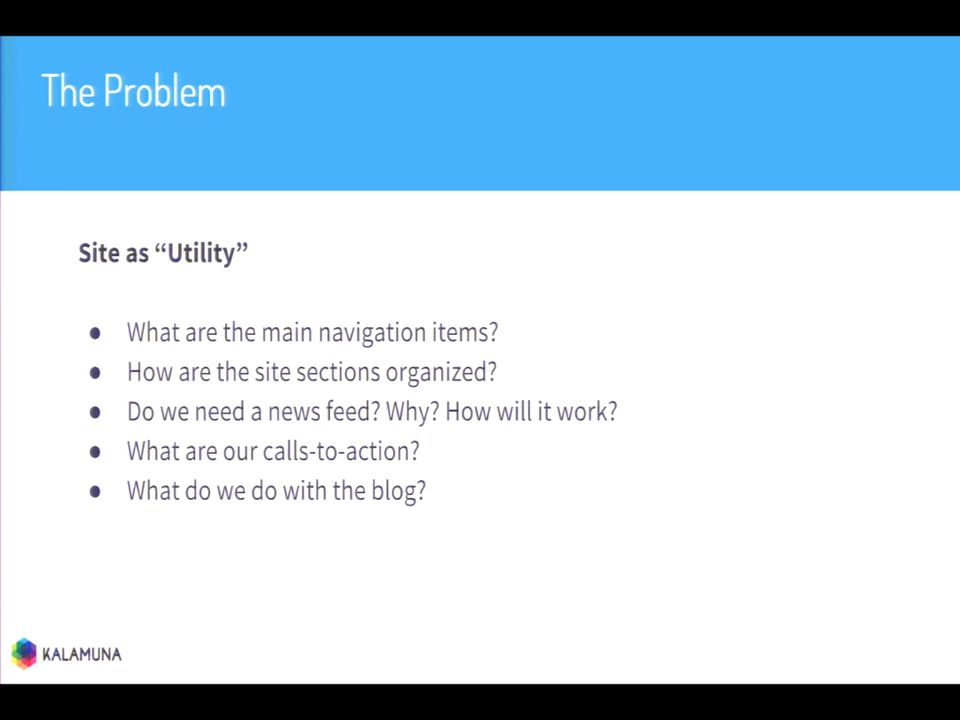 The Problem
Site as “Utility”
● What are the main navigation items?
● How are the site sections organized?
● Do we need a news feed? Why? How will it work?
● What are our calls-to-action?
● What do we do with the blog?
KALAMUNA